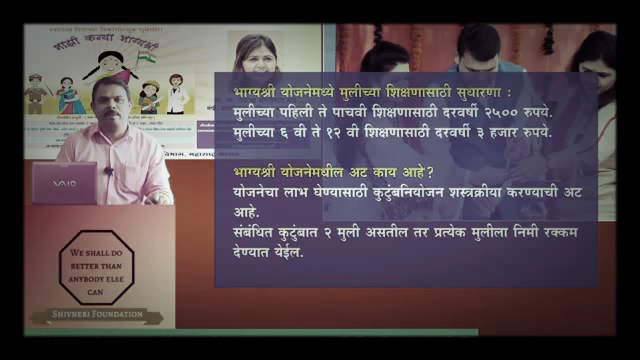 माझी कन्या भाग्यश्री
भाग्यश्री योजनेमध्ये मुलीच्या शिक्षणासाठी सुधारणा :
मुलीच्या पहिली ते पाचवी शिक्षणासाठी दरवर्षी २५०० रुपये.
मुलीच्या ६ वी ते १२ वी शिक्षणासाठी दरवर्षी ३ हजार रुपये.
भाग्यश्री योजनेमधील अट काय आहे?
योजनेचा लाभ घेण्यासाठी कुटुंबनियोजन शस्त्रक्रीया करण्याची अट
आहे.
संबंधित कुटुंबात २ मुली असतील तर प्रत्येक मुलीला निमी रक्कम
देण्यात येईल.
VAIO
WE SHALL DO
BETTER THAN
ANYBODY ELSE
CAN
SHIVNERI FOUNDATION